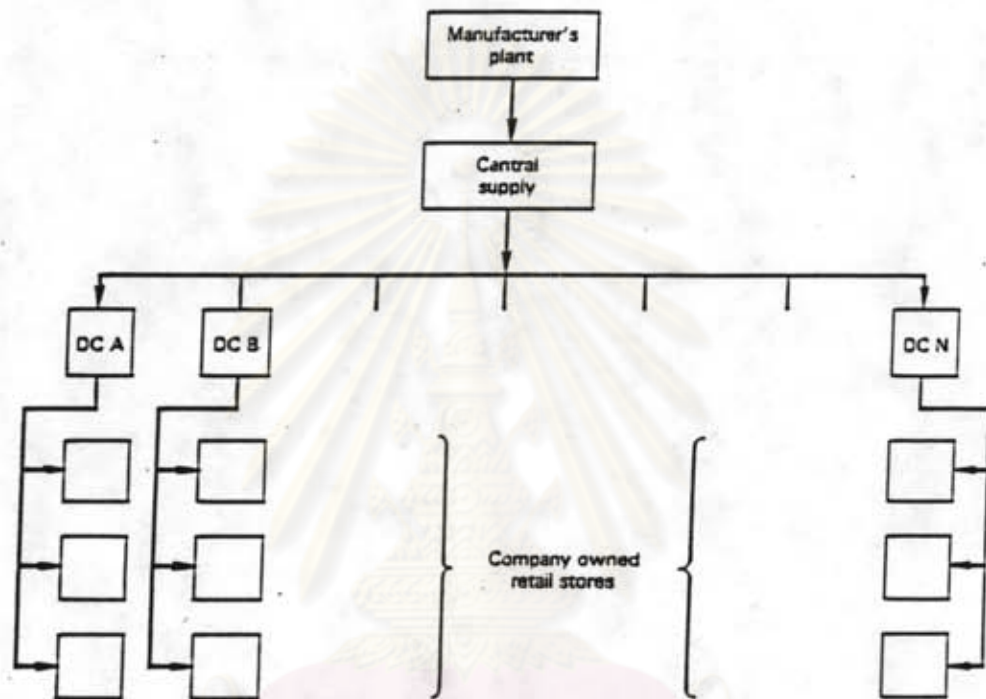 Manufacturer's
plant
Cantral
supply
DC A
DC B
DC N
Company owned
retail stores